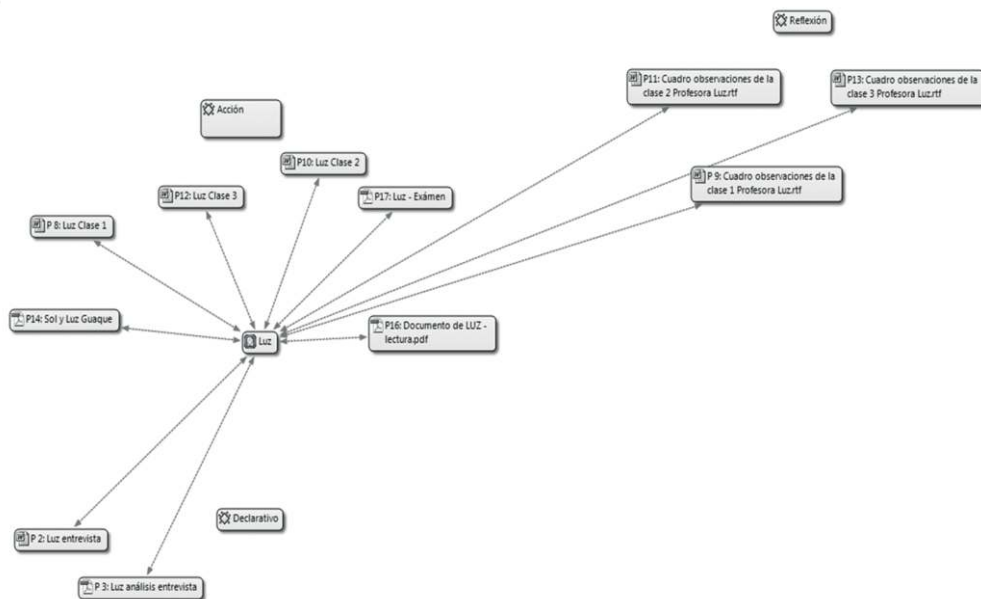 Reflexión
P11: Cuadro observaciones de la
clase 2 Profesora Luz.rtf
P13: Cuadro observaciones de la
clase 3 Profesora Luz.rtf
Acción
P10: Luz Clase 2
P 9: Cuadro observaciones de la
clase 1 Profesora Luz.rtf
P12: Luz Clase 3
P17: Luz - Exámen
P 8: Luz Clase 1
P14: Sol y Luz Guaque
P16: Documento de LUZ -
lectura.pdf
Luz
Declarativo
P 2: Luz entrevista
P 3: Luz análisis entrevista